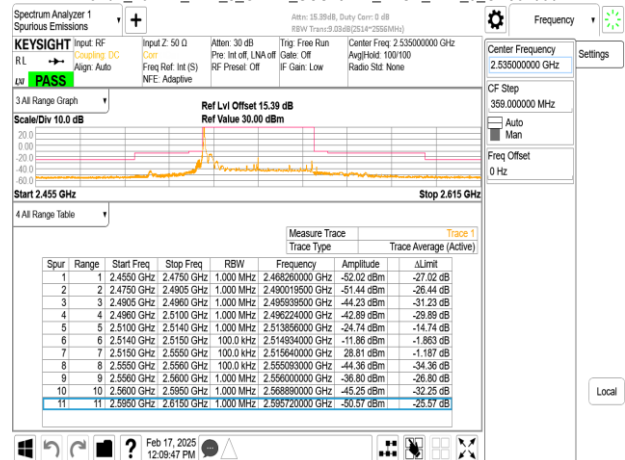 Spectrum Analyzer 1
Spurious Emissions
Atten: 15.39dB, Duty Corr: 0 dB
RBW Trans:9.03dB(2514~2556MHz)
Frequency
KEYSIGHT
RL
PASS
Input: RF
Coupling: DC
Align: Auto
Input Z: 50 Ω
Corr
Freq Ref: Int (S)
NFE: Adaptive
Atten: 30 dB
Pre: Int off, LNA off
RF Preset: Off
Trig: Free Run
Gate: Off
IF Gain: Low
Center Freq: 2.535000000 GHz
Avg|Hold: 100/100
Radio Std: None
Center Frequency
2.535000000 GHz
Settings
CF Step
359.000000 MHz
Auto
Man
Freq Offset
0 Hz
3 All Range Graph
Scale/Div 10.0 dB
Ref Lvl Offset 15.39 dB
Ref Value 30.00 dBm
20.0
0.00
-20.0
-40.0
-60.0
Start 2.455 GHz
Stop 2.615 GHz
4 All Range Table
Measure Trace Trace 1
Trace Type Trace Average (Active)
Spur Range Start Freq Stop Freq RBW Frequency Amplitude ΔLimit
1 1 2.4550 GHz 2.4750 GHz 1.000 MHz 2.468260000 GHz -52.02 dBm -27.02 dB
2 2 2.4750 GHz 2.4905 GHz 1.000 MHz 2.490019500 GHz -51.44 dBm -26.44 dB
3 3 2.4905 GHz 2.4960 GHz 1.000 MHz 2.495939500 GHz -44.23 dBm -31.23 dB
4 4 2.4960 GHz 2.5100 GHz 1.000 MHz 2.496224000 GHz -42.89 dBm -29.89 dB
5 5 2.5100 GHz 2.5140 GHz 1.000 MHz 2.513856000 GHz -24.74 dBm -14.74 dB
6 6 2.5140 GHz 2.5150 GHz 100.0 kHz 2.514934000 GHz -11.86 dBm -1.863 dB
7 7 2.5150 GHz 2.5550 GHz 100.0 kHz 2.515640000 GHz 28.81 dBm -1.187 dB
8 8 2.5550 GHz 2.5560 GHz 100.0 kHz 2.555093000 GHz -44.36 dBm -34.36 dB
9 9 2.5560 GHz 2.5600 GHz 1.000 MHz 2.556000000 GHz -36.80 dBm -26.80 dB
10 10 2.5600 GHz 2.5950 GHz 1.000 MHz 2.568890000 GHz -45.25 dBm -32.25 dB
11 11 2.5950 GHz 2.6150 GHz 1.000 MHz 2.595720000 GHz -50.57 dBm -25.57 dB
Local
Feb 17, 2025
12:09:47 PM